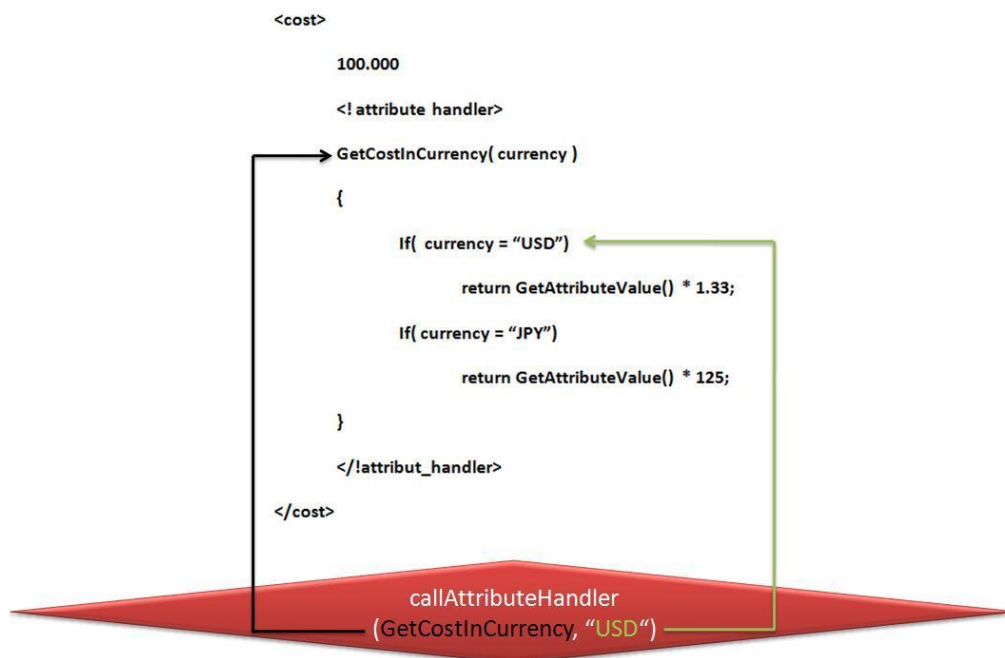 <cost>
100.000
<! attribute handler>
GetCostInCurrency( currency )
{
If( currency = “USD”)
return GetAttributeValue() * 1.33;
If( currency = “JPY”)
return GetAttributeValue() * 125;
}
</!attribut_handler>
</cost>
callAttributeHandler
(GetCostInCurrency, “USD“)